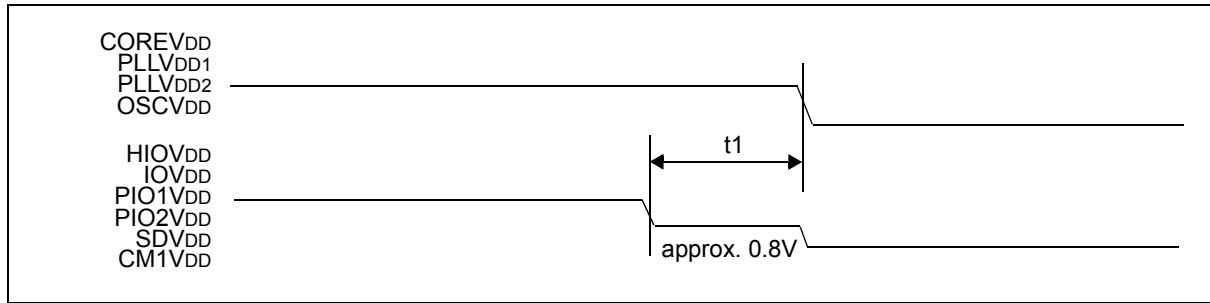 COREVDD
PLLVDD1
PLLVDD2
OSCVDD
t1
HIOVDD
IOVDD
PIO1VDD
PIO2VDD
SDVDD
CM1VDD
approx. 0.8V